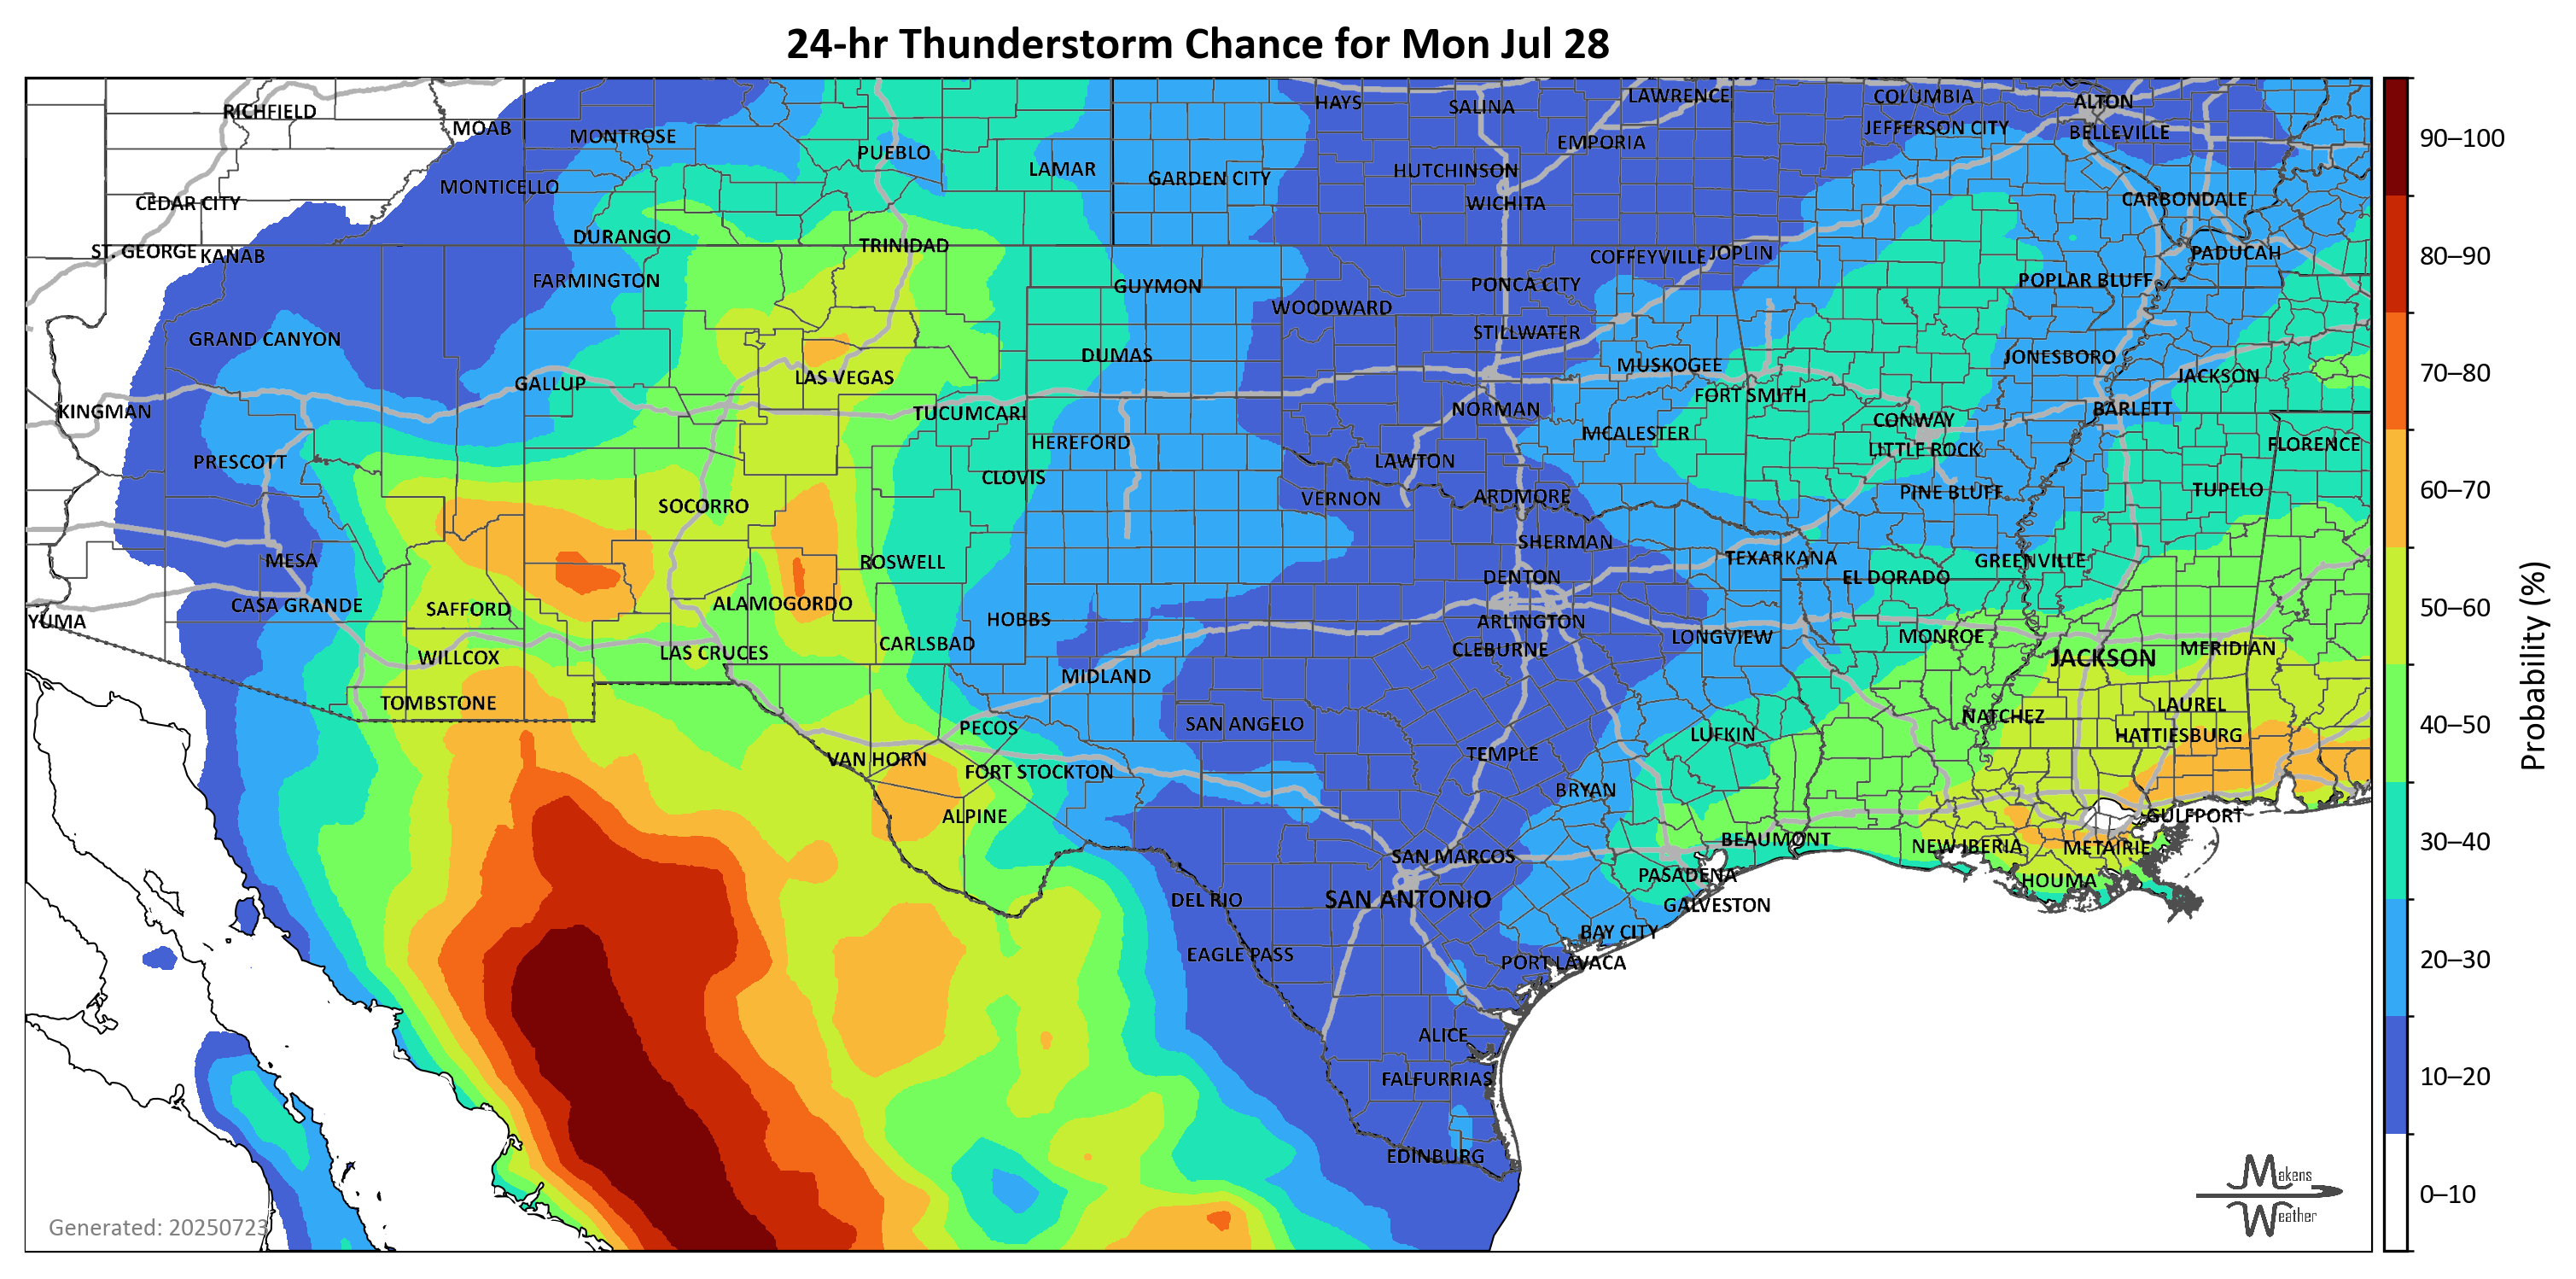 24-hr Thunderstorm Chance for Mon Jul 28
RICHFIELD
MOAB
MONTROSE
PUEBLO
LAMAR
GARDEN CITY
HAYS
SALINA
LAWRENCE
EMPORIA
COLUMBIA
JEFFERSON CITY
ALTON
BELLEVILLE
90–100
MONTICELLO
HUTCHINSON
WICHITA
CARBONDALE
CEDAR CITY
ST. GEORGE
KANAB
DURANGO
TRINIDAD
FARMINGTON
GUYMON
WOODWARD
PONCA CITY
COFFEYVILLE
JOPLIN
POPLAR BLUFF
PADUCAH
80–90
GRAND CANYON
STILLWATER
DUMAS
MUSKOGEE
JONESBORO
JACKSON
LAS VEGAS
GALLUP
FORT SMITH
70–80
KINGMAN
TUCUMCARI
NORMAN
CONWAY
BARLETT
HEREFORD
MCALESTER
LITTLE ROCK
FLORENCE
PRESCOTT
CLOVIS
LAWTON
VERNON
ARDMORE
PINE BLUFF
TUPELO
60–70
SOCORRO
SHERMAN
MESA
ROSWELL
TEXARKANA
GREENVILLE
DENTON
EL DORADO
CASA GRANDE
SAFFORD
ALAMOGORDO
HOBBS
ARLINGTON
50–60
YUMA
CARLSBAD
CLEBURNE
LONGVIEW
MONROE
WILLCOX
LAS CRUCES
JACKSON
MERIDIAN
MIDLAND
TOMBSTONE
PECOS
SAN ANGELO
NATCHEZ
LAUREL
HATTIESBURG
40–50
Probability (%)
VAN HORN
FORT STOCKTON
TEMPLE
LUFKIN
BRYAN
ALPINE
GULFPORT
BEAUMONT
NEW IBERIA
METAIRIE
30–40
SAN MARCOS
PASADENA
HOUMA
DEL RIO
SAN ANTONIO
GALVESTON
BAY CITY
EAGLE PASS
PORT LAVACA
20–30
ALICE
FALFURRIAS
10–20
EDINBURG
Makens
Weather
0–10
Generated: 20250723